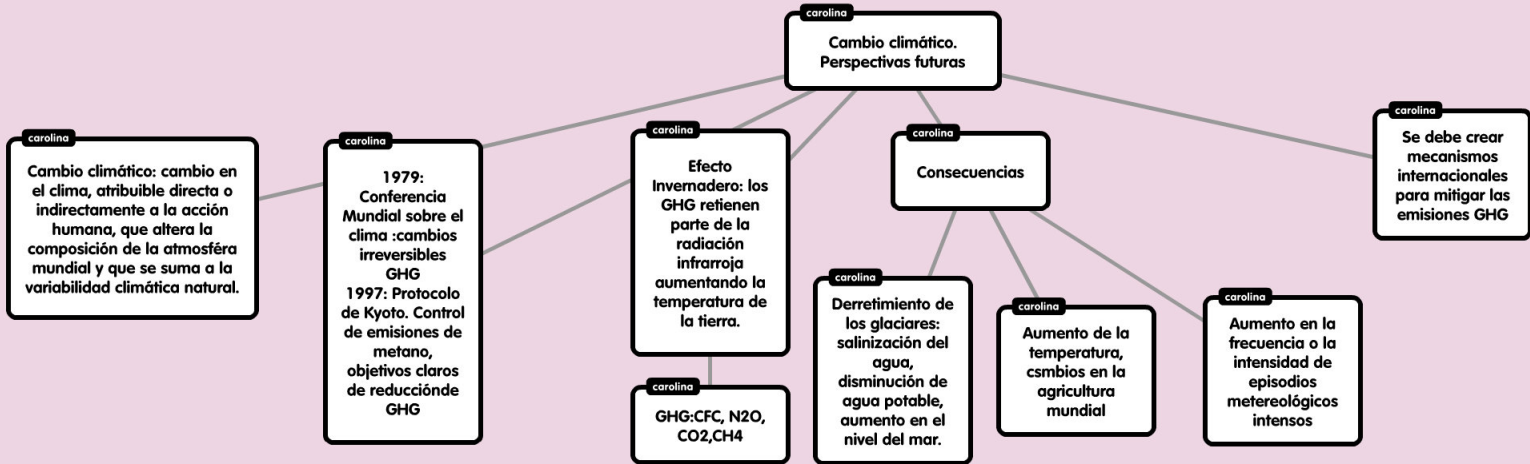 carolina
Cambio climático.
Perspectivas futuras
carolina
Cambio climático: cambio en
el clima, atribuible directa o
indirectamente a la acción
humana, que altera la
composición de la atmosféra
mundial y que se suma a la
variabilidad climática natural.
carolina
1979:
Conferencia
Mundial sobre el
clima :cambios
irreversibles
GHG
1997: Protocolo
de Kyoto. Control
de emisiones de
metano,
objetivos claros
de reducciónde
GHG
carolina
Efecto
Invernadero: los
GHG retienen
parte de la
radiación
infrarroja
aumentando la
temperatura de
la tierra.
carolina
GHG:CFC, N2O,
CO2,CH4
carolina
Consecuencias
carolina
Derretimiento de
los glaciares:
salinización del
agua,
disminución de
agua potable,
aumento en el
nivel del mar.
carolina
Aumento de la
temperatura,
csmbios en la
agricultura
mundial
carolina
Aumento en la
frecuencia o la
intensidad de
episodios
metereológicos
intensos
carolina
Se debe crear
mecanismos
internacionales
para mitigar las
emisiones GHG